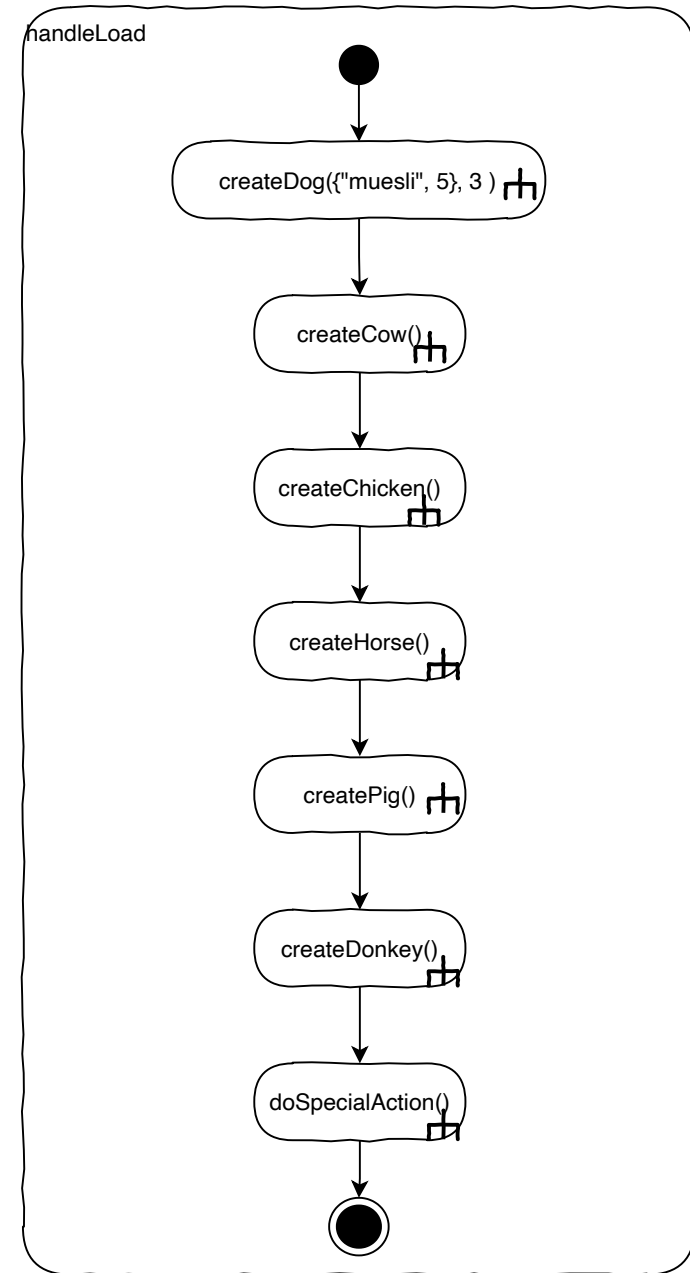 handleLoad
createDog({"muesli", 5}, 3 )
createCow()
createChicken()
createHorse()
createPig()
createDonkey()
doSpecialAction()